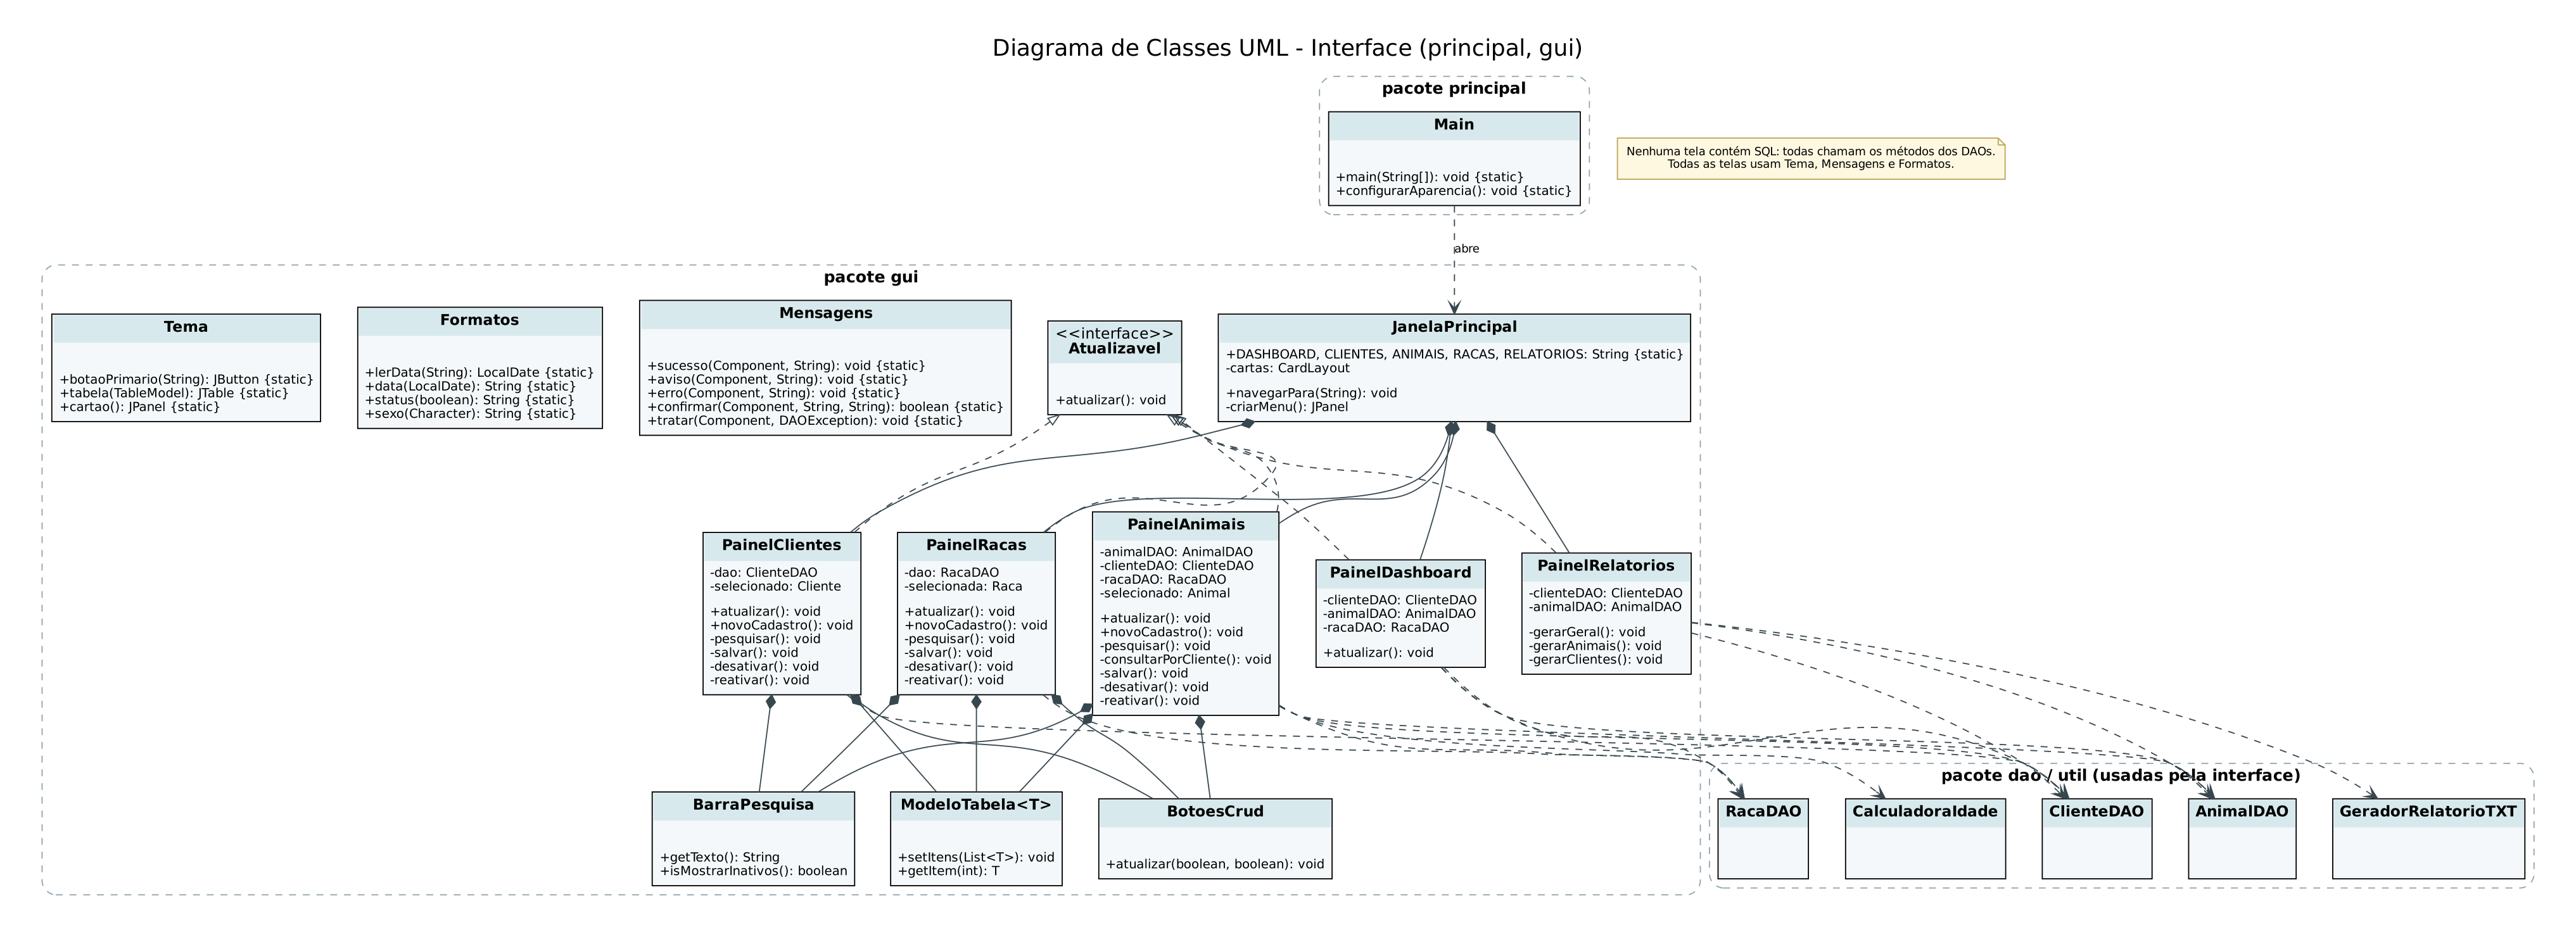 Diagrama de Classes UML - Interface (principal, gui)
pacote principal
Main
+main(String[]): void {static}
+configurarAparencia(): void {static}
Nenhuma tela contém SQL: todas chamam os métodos dos DAOs.
Todas as telas usam Tema, Mensagens e Formatos.
abre
pacote gui
Tema
+botaoPrimario(String): JButton {static}
+tabela(TableModel): JTable {static}
+cartao(): JPanel {static}
Formatos
+lerData(String): LocalDate {static}
+data(LocalDate): String {static}
+status(boolean): String {static}
+sexo(Character): String {static}
Mensagens
+sucesso(Component, String): void {static}
+aviso(Component, String): void {static}
+erro(Component, String): void {static}
+confirmar(Component, String, String): boolean {static}
+tratar(Component, DAOException): void {static}
<<interface>>
Atualizavel
+atualizar(): void
JanelaPrincipal
+DASHBOARD, CLIENTES, ANIMAIS, RACAS, RELATORIOS: String {static}
-cartas: CardLayout
+navegarPara(String): void
-criarMenu(): JPanel
PainelClientes
-dao: ClienteDAO
-selecionado: Cliente
+atualizar(): void
+novoCadastro(): void
-pesquisar(): void
-salvar(): void
-desativar(): void
-reativar(): void
PainelRacas
-dao: RacaDAO
-selecionada: Raca
+atualizar(): void
+novoCadastro(): void
-pesquisar(): void
-salvar(): void
-desativar(): void
-reativar(): void
PainelAnimais
-animalDAO: AnimalDAO
-clienteDAO: ClienteDAO
-racaDAO: RacaDAO
-selecionado: Animal
+atualizar(): void
+novoCadastro(): void
-pesquisar(): void
-consultarPorCliente(): void
-salvar(): void
-desativar(): void
-reativar(): void
PainelDashboard
-clienteDAO: ClienteDAO
-animalDAO: AnimalDAO
-racaDAO: RacaDAO
+atualizar(): void
PainelRelatorios
-clienteDAO: ClienteDAO
-animalDAO: AnimalDAO
-gerarGeral(): void
-gerarAnimais(): void
-gerarClientes(): void
BarraPesquisa
+getTexto(): String
+isMostrarInativos(): boolean
ModeloTabela<T>
+setItens(List<T>): void
+getItem(int): T
BotoesCrud
+atualizar(boolean, boolean): void
pacote dao / util (usadas pela interface)
RacaDAO
CalculadoraIdade
ClienteDAO
AnimalDAO
GeradorRelatorioTXT